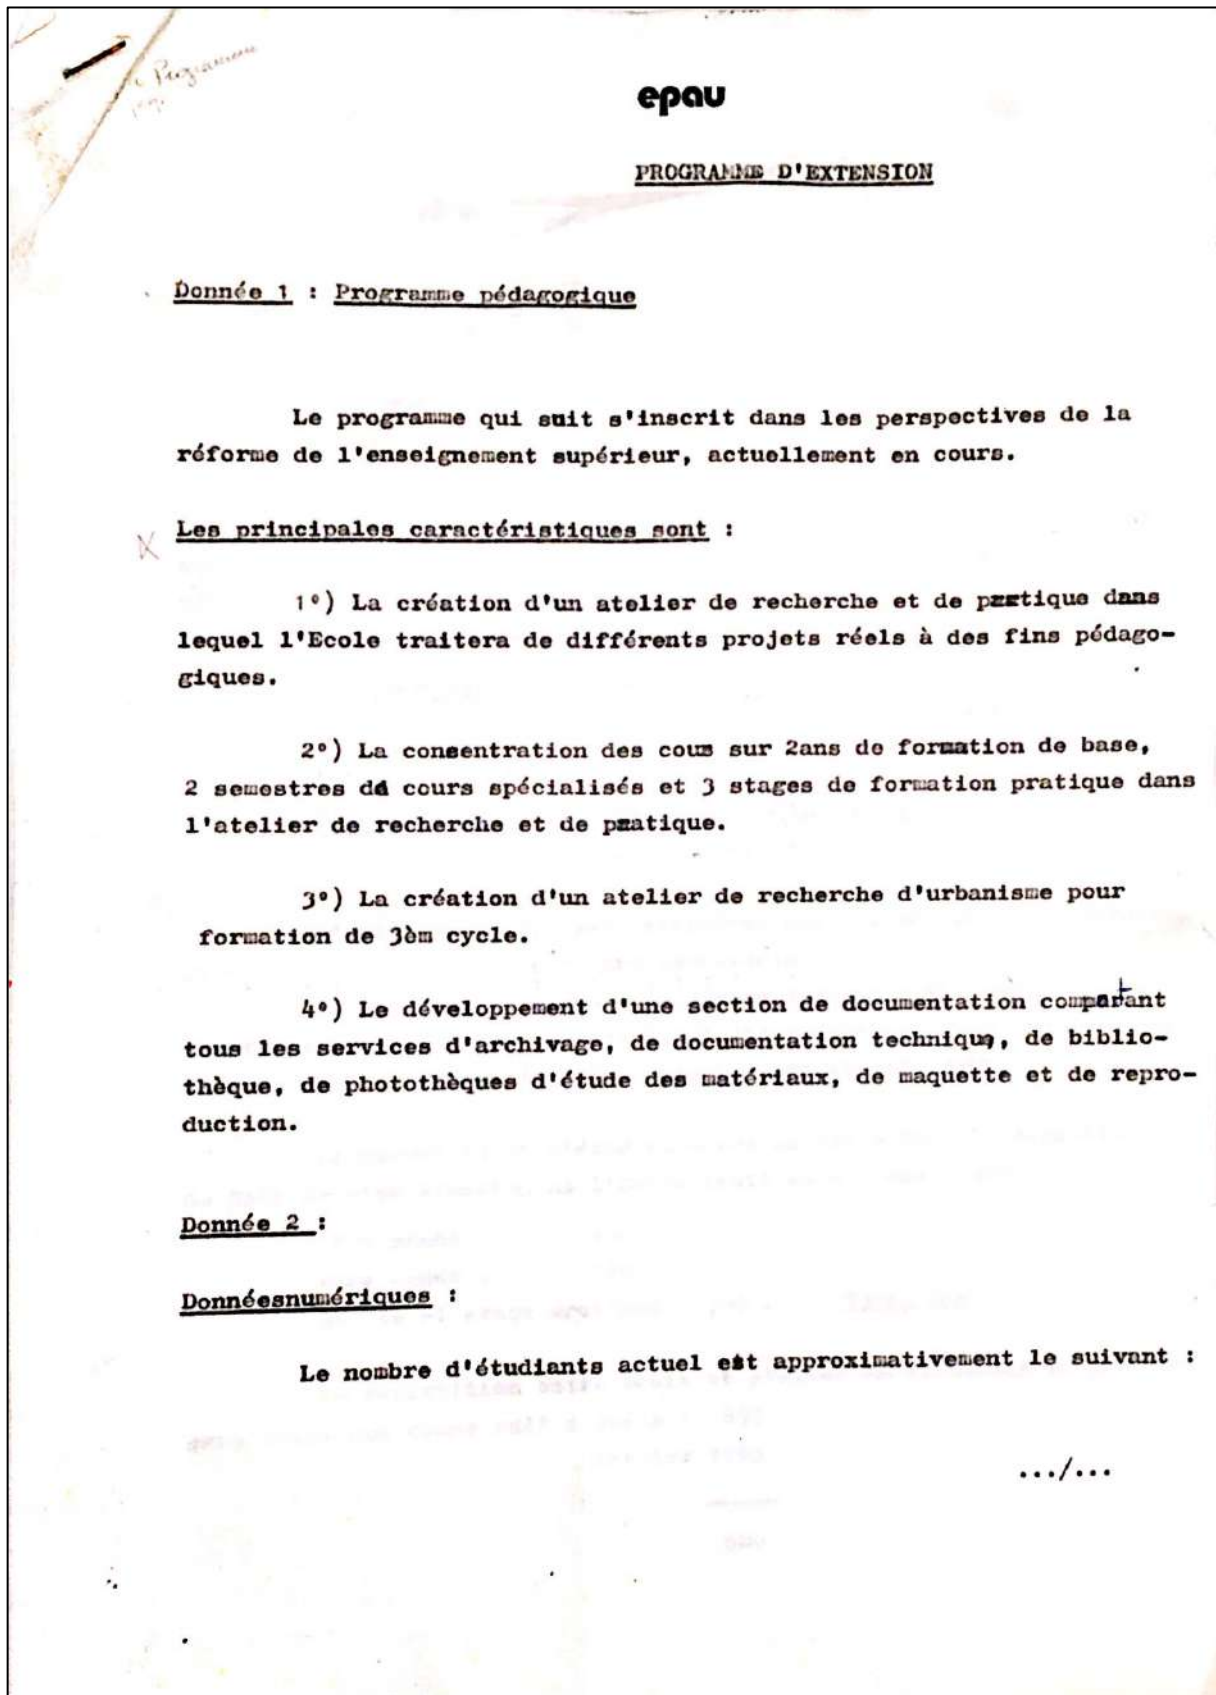 Programme
epau
PROGRAMME D'EXTENSION
Donnée 1 : Programme pédagogique
Le programme qui suit s'inscrit dans les perspectives de la
réforme de l'enseignement supérieur, actuellement en cours.
Les principales caractéristiques sont :
1°) La création d'un atelier de recherche et de pratique dans
lequel l'Ecole traitera de différents projets réels à des fins pédago-
giques.
2°) La consentration des cous sur 2ans de formation de base,
2 semestres de cours spécialisés et 3 stages de formation pratique dans
l'atelier de recherche et de pratique.
3°) La création d'un atelier de recherche d'urbanisme pour
formation de 3èm cycle.
4°) Le développement d'une section de documentation comportant
tous les services d'archivage, de documentation technique, de biblio-
thèque, de photothèques d'étude des matériaux, de maquette et de repro-
duction.
Donnée 2 :
Donnéesnumériques :
Le nombre d'étudiants actuel est approximativement le suivant :
.../...